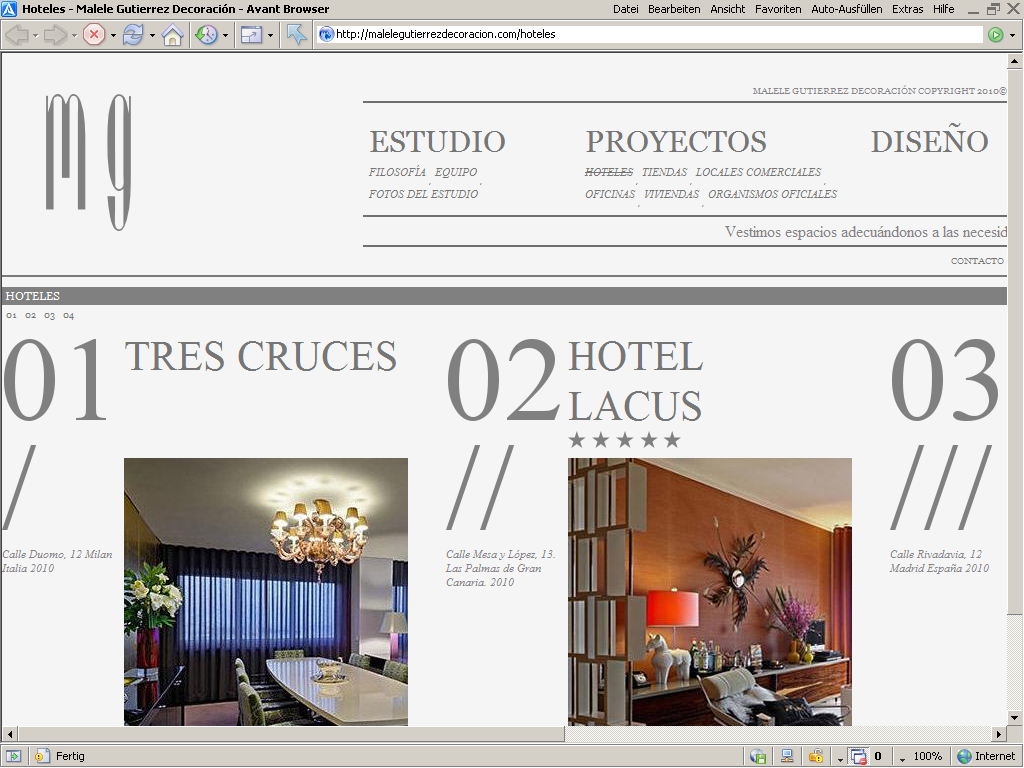 Hoteles - Malele Gutierrez Decoración - Avant Browser
Datei Bearbeiten Ansicht Favoriten Auto-Ausfüllen Extras Hilfe
http://malelegutierrezdecoracion.com/hoteles
mg
MALELE GUTIERREZ DECORACIÓN COPYRIGHT 2010©
ESTUDIO PROYECTOS DISEÑO
FILOSOFÍA, EQUIPO, HOTELES, TIENDAS, LOCALES COMERCIALES,
FOTOS DEL ESTUDIO OFICINAS, VIVIENDAS, ORGANISMOS OFICIALES
Vestimos espacios adecuándonos a las necesid
CONTACTO
HOTELES
01 02 03 04
01 TRES CRUCES 02 HOTEL 03
LACUS
★★★★★
/ // ///
Calle Duomo, 12 Milan Calle Mesa y López, 13. Calle Rivadavia, 12
Italia 2010 Las Palmas de Gran Madrid España 2010
Canaria. 2010
Fertig 0 100% Internet